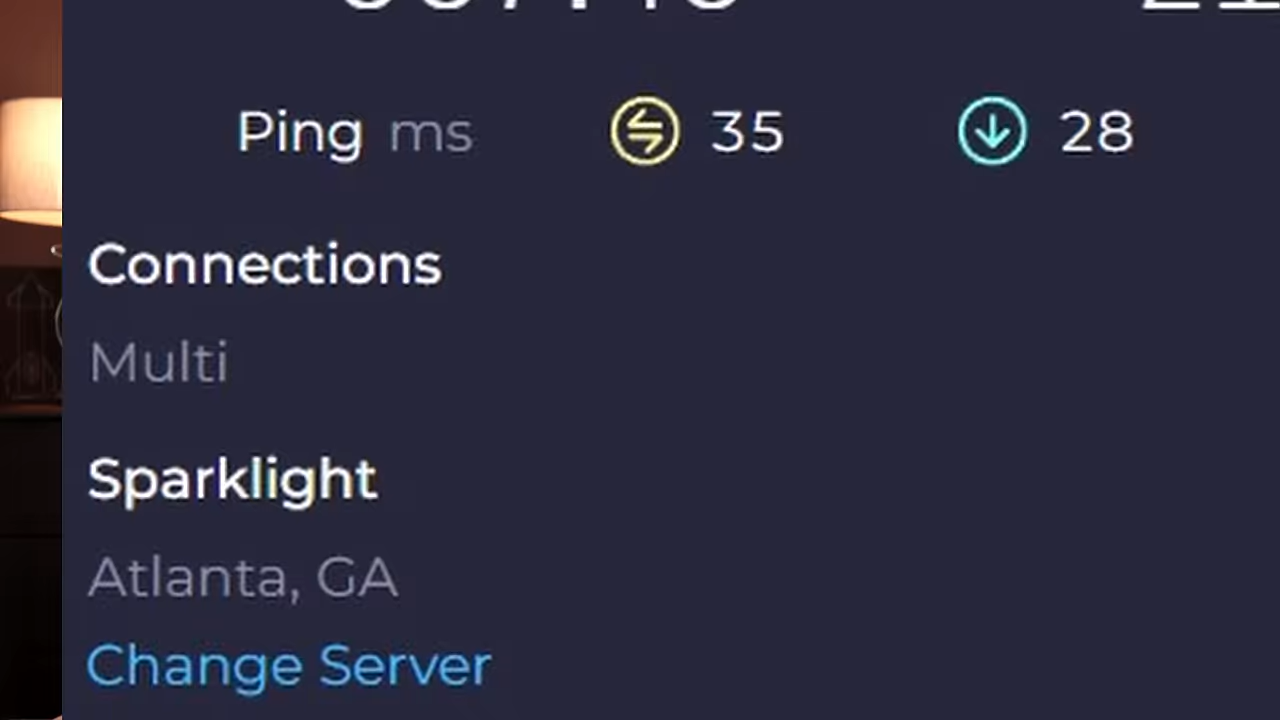 Ping ms 35 28
Connections
Multi
Sparklight
Atlanta, GA
Change Server